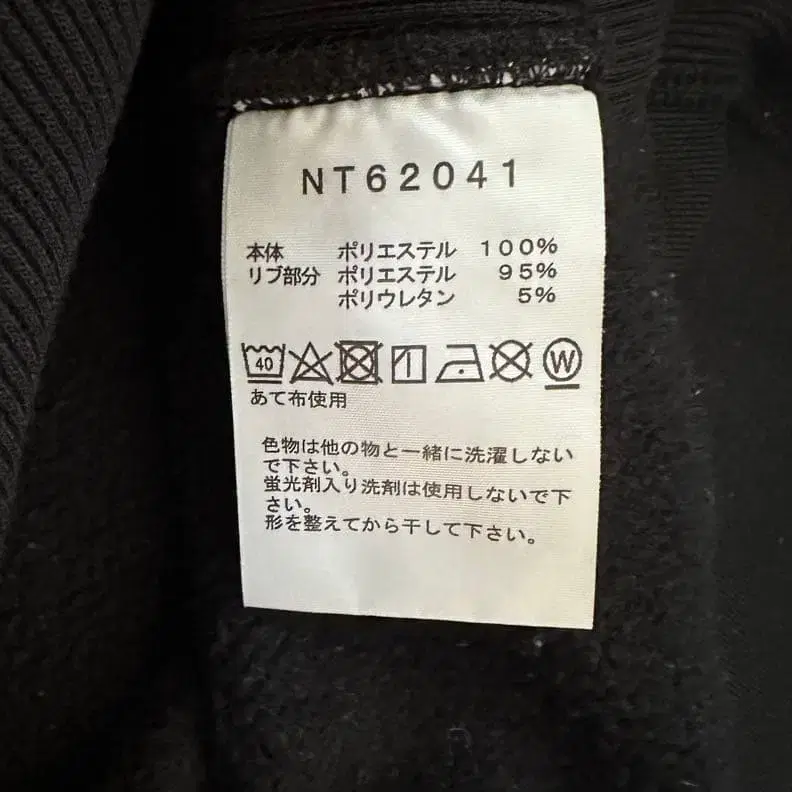 NT62041
本体 ポリエステル 100%
リブ部分 ポリエステル 95%
ポリウレタン 5%
40 W
あて布使用
色物は他の物と一緒に洗濯しない
で下さい。
蛍光剤入り洗剤は使用しないで下
さい。
形を整えてから干して下さい。